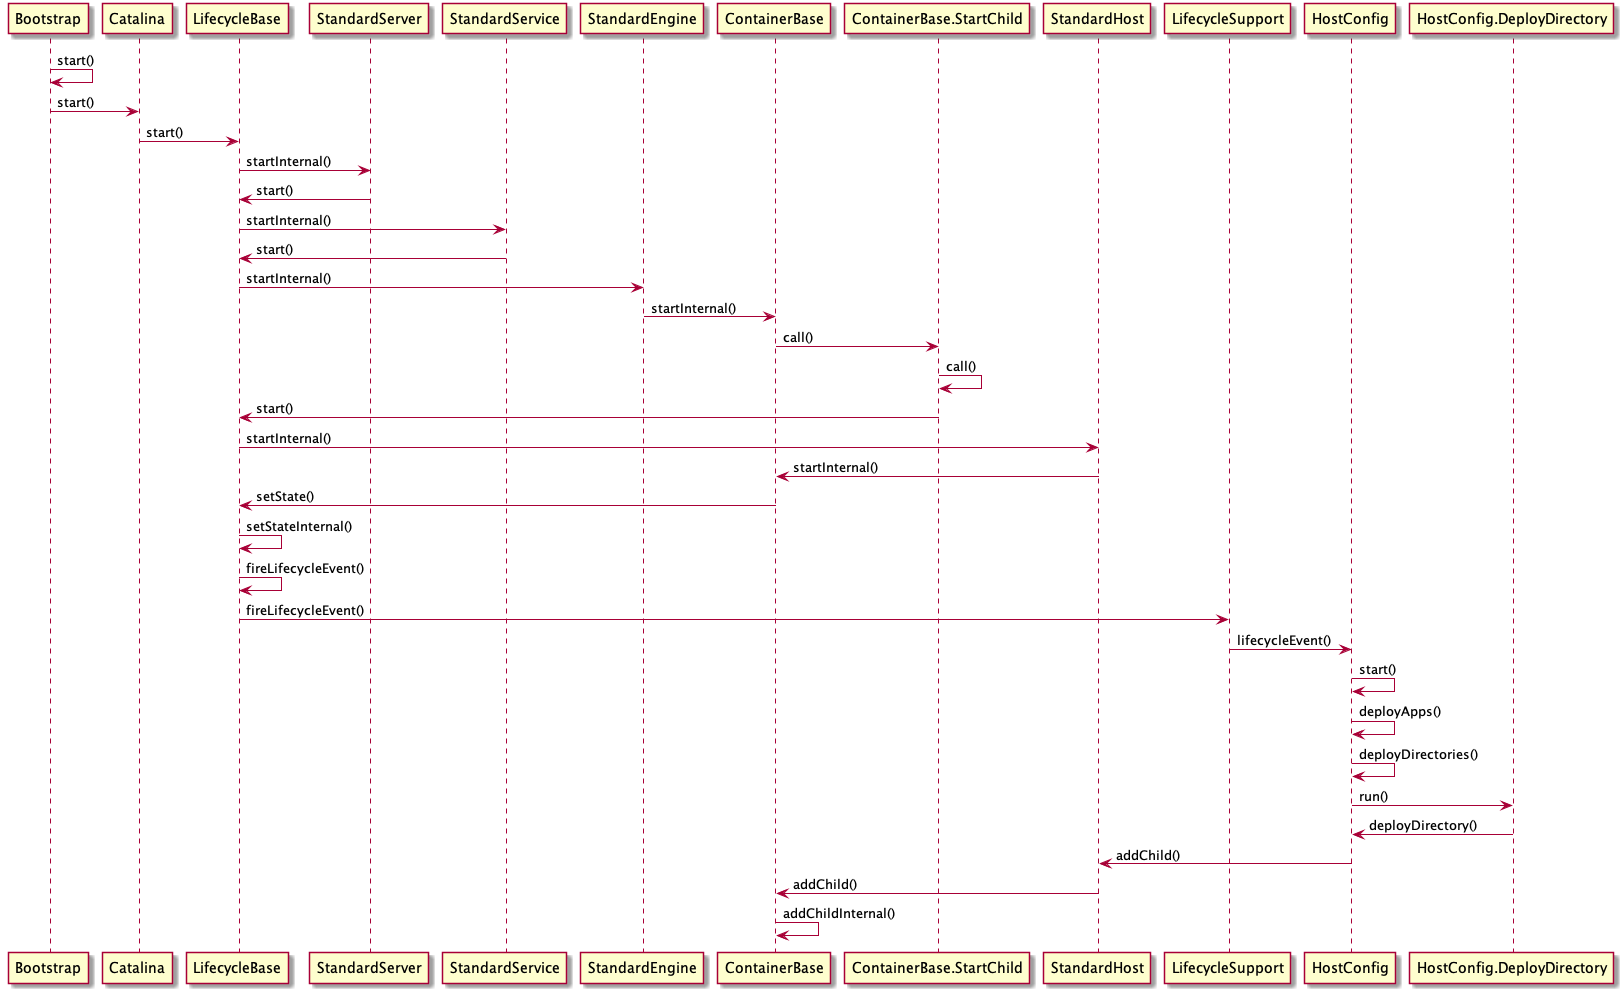 Bootstrap Catalina LifecycleBase StandardServer StandardService StandardEngine ContainerBase ContainerBase.StartChild StandardHost LifecycleSupport HostConfig HostConfig.DeployDirectory
start()
start()
start()
startInternal()
start()
startInternal()
start()
startInternal()
startInternal()
call()
call()
start()
startInternal()
startInternal()
setState()
setStateInternal()
fireLifecycleEvent()
fireLifecycleEvent()
lifecycleEvent()
start()
deployApps()
deployDirectories()
run()
deployDirectory()
addChild()
addChild()
addChildInternal()
Bootstrap Catalina LifecycleBase StandardServer StandardService StandardEngine ContainerBase ContainerBase.StartChild StandardHost LifecycleSupport HostConfig HostConfig.DeployDirectory